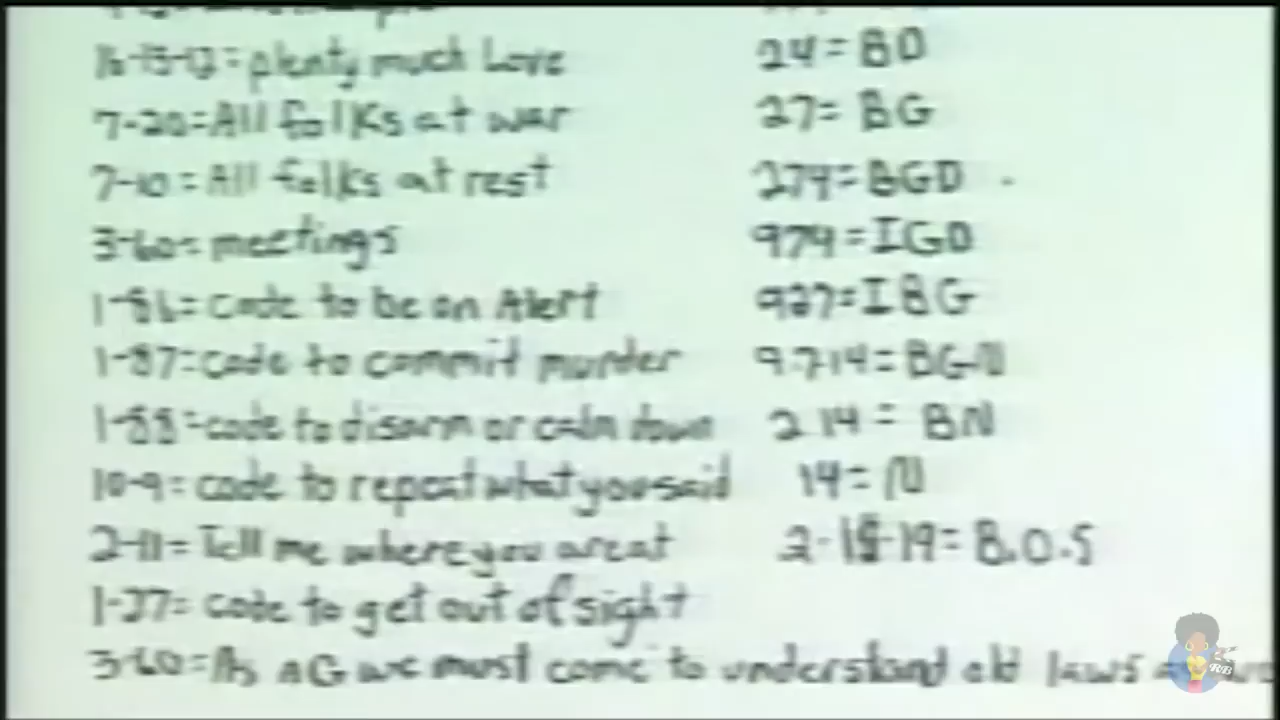 16-13-12=plenty much Love
7-20=All folks at war
7-10=All folks at rest
3-60=meetings
1-86=code to be on Alert
1-87=code to commit murder
1-88=code to disarm or calm down
10-9=code to repeat what you said
2-11=Tell me where you are at
1-27=code to get out of sight
3-60=As AG we must come to understand old laws
24=BD
27=BG
274=BGD
974=IGD
927=IBG
9.7.14=BGN
2.14=BN
14=N
2-15-19=B.O.S
RB